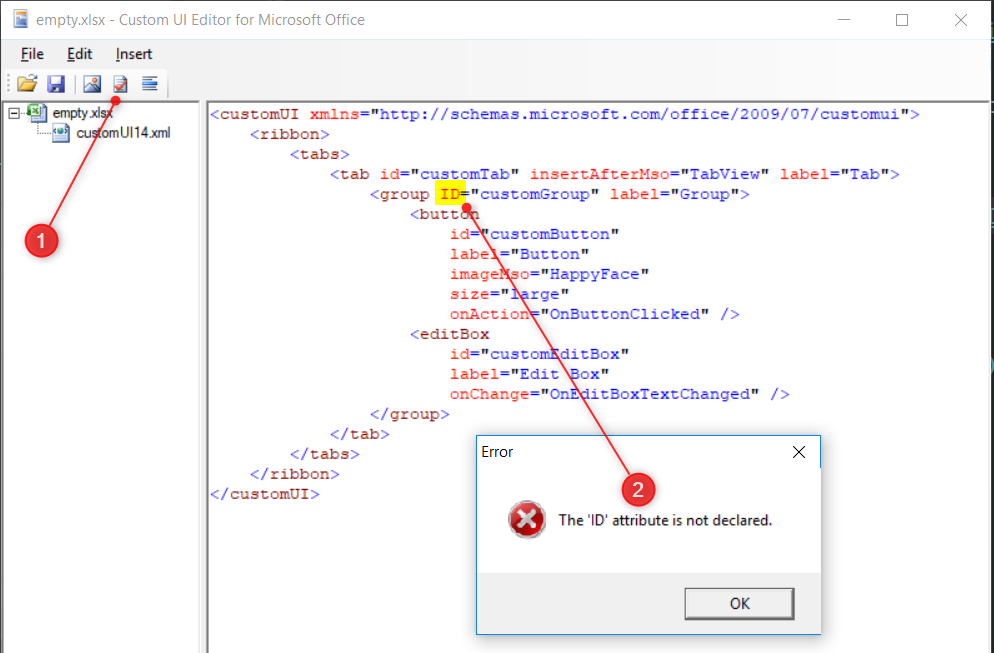 empty.xlsx - Custom UI Editor for Microsoft Office
File Edit Insert
empty.xlsx
customUI14.xml
1
<customUI xmlns="http://schemas.microsoft.com/office/2009/07/customui">
<ribbon>
<tabs>
<tab id="customTab" insertAfterMso="TabView" label="Tab">
<group ID="customGroup" label="Group">
<button
id="customButton"
label="Button"
imageMso="HappyFace"
size="large"
onAction="OnButtonClicked" />
<editBox
id="customEditBox"
label="Edit Box"
onChange="OnEditBoxTextChanged" />
</group>
</tab>
</tabs>
</ribbon>
</customUI>
Error
2
The 'ID' attribute is not declared.
OK